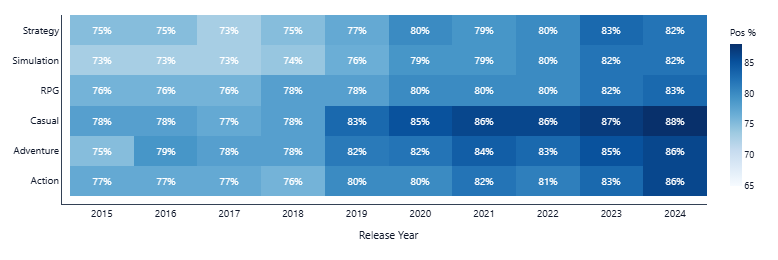 Strategy 75% 75% 73% 75% 77% 80% 79% 80% 83% 82%
Simulation 73% 73% 73% 74% 76% 79% 79% 80% 82% 82%
RPG 76% 76% 76% 78% 78% 80% 80% 80% 82% 83%
Casual 78% 78% 77% 78% 83% 85% 86% 86% 87% 88%
Adventure 75% 79% 78% 78% 82% 82% 84% 83% 85% 86%
Action 77% 77% 77% 76% 80% 80% 82% 81% 83% 86%
2015 2016 2017 2018 2019 2020 2021 2022 2023 2024
Release Year
Pos %
85
80
75
70
65